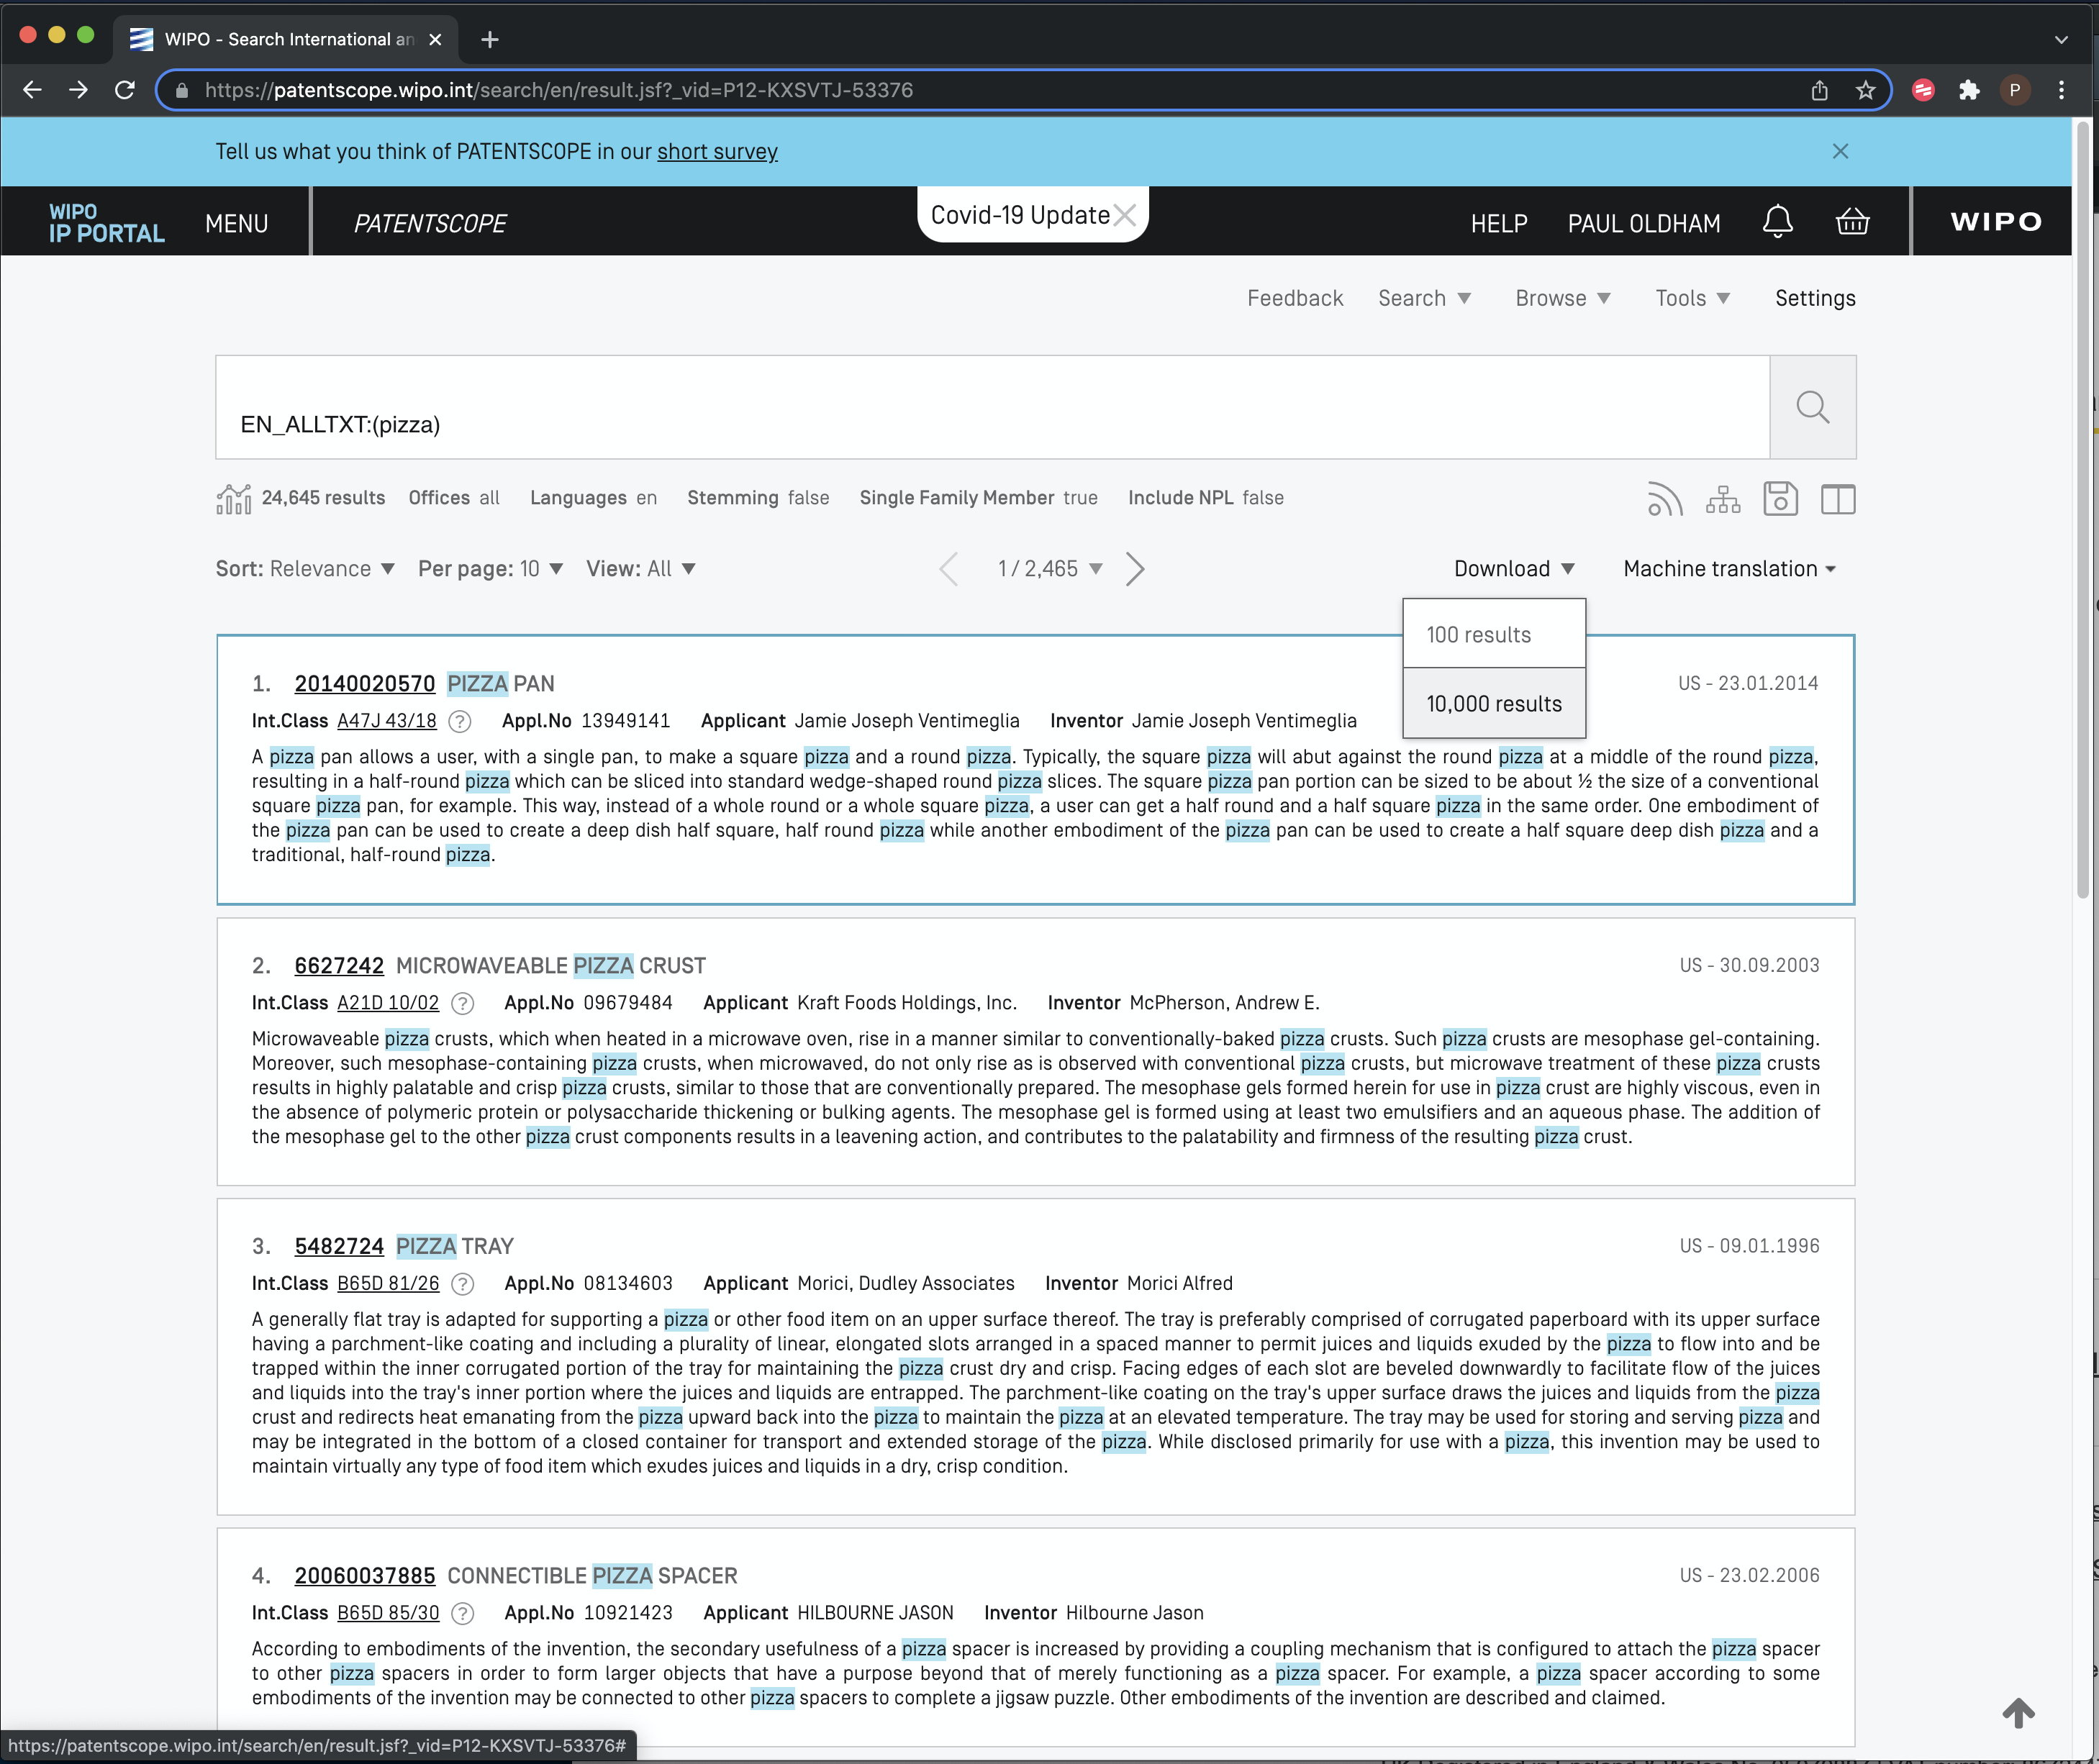 WIPO - Search International an
https://patentscope.wipo.int/search/en/result.jsf?_vid=P12-KXSVTJ-53376
P
Tell us what you think of PATENTSCOPE in our short survey
WIPO
IP PORTAL
MENU
PATENTSCOPE
Covid-19 Update
HELP
PAUL OLDHAM
WIPO
Feedback Search Browse Tools Settings
EN_ALLTXT:(pizza)
24,645 results Offices all Languages en Stemming false Single Family Member true Include NPL false
Sort: Relevance Per page: 10 View: All 1 / 2,465 Download Machine translation
100 results
10,000 results
1. 20140020570 PIZZA PAN US - 23.01.2014
Int.Class A47J 43/18 ? Appl.No 13949141 Applicant Jamie Joseph Ventimeglia Inventor Jamie Joseph Ventimeglia
A pizza pan allows a user, with a single pan, to make a square pizza and a round pizza. Typically, the square pizza will abut against the round pizza at a middle of the round pizza,
resulting in a half-round pizza which can be sliced into standard wedge-shaped round pizza slices. The square pizza pan portion can be sized to be about ½ the size of a conventional
square pizza pan, for example. This way, instead of a whole round or a whole square pizza, a user can get a half round and a half square pizza in the same order. One embodiment of
the pizza pan can be used to create a deep dish half square, half round pizza while another embodiment of the pizza pan can be used to create a half square deep dish pizza and a
traditional, half-round pizza.
2. 6627242 MICROWAVEABLE PIZZA CRUST US - 30.09.2003
Int.Class A21D 10/02 ? Appl.No 09679484 Applicant Kraft Foods Holdings, Inc. Inventor McPherson, Andrew E.
Microwaveable pizza crusts, which when heated in a microwave oven, rise in a manner similar to conventionally-baked pizza crusts. Such pizza crusts are mesophase gel-containing.
Moreover, such mesophase-containing pizza crusts, when microwaved, do not only rise as is observed with conventional pizza crusts, but microwave treatment of these pizza crusts
results in highly palatable and crisp pizza crusts, similar to those that are conventionally prepared. The mesophase gels formed herein for use in pizza crust are highly viscous, even in
the absence of polymeric protein or polysaccharide thickening or bulking agents. The mesophase gel is formed using at least two emulsifiers and an aqueous phase. The addition of
the mesophase gel to the other pizza crust components results in a leavening action, and contributes to the palatability and firmness of the resulting pizza crust.
3. 5482724 PIZZA TRAY US - 09.01.1996
Int.Class B65D 81/26 ? Appl.No 08134603 Applicant Morici, Dudley Associates Inventor Morici Alfred
A generally flat tray is adapted for supporting a pizza or other food item on an upper surface thereof. The tray is preferably comprised of corrugated paperboard with its upper surface
having a parchment-like coating and including a plurality of linear, elongated slots arranged in a spaced manner to permit juices and liquids exuded by the pizza to flow into and be
trapped within the inner corrugated portion of the tray for maintaining the pizza crust dry and crisp. Facing edges of each slot are beveled downwardly to facilitate flow of the juices
and liquids into the tray's inner portion where the juices and liquids are entrapped. The parchment-like coating on the tray's upper surface draws the juices and liquids from the pizza
crust and redirects heat emanating from the pizza upward back into the pizza to maintain the pizza at an elevated temperature. The tray may be used for storing and serving pizza and
may be integrated in the bottom of a closed container for transport and extended storage of the pizza. While disclosed primarily for use with a pizza, this invention may be used to
maintain virtually any type of food item which exudes juices and liquids in a dry, crisp condition.
4. 20060037885 CONNECTIBLE PIZZA SPACER US - 23.02.2006
Int.Class B65D 85/30 ? Appl.No 10921423 Applicant HILBOURNE JASON Inventor Hilbourne Jason
According to embodiments of the invention, the secondary usefulness of a pizza spacer is increased by providing a coupling mechanism that is configured to attach the pizza spacer
to other pizza spacers in order to form larger objects that have a purpose beyond that of merely functioning as a pizza spacer. For example, a pizza spacer according to some
embodiments of the invention may be connected to other pizza spacers to complete a jigsaw puzzle. Other embodiments of the invention are described and claimed.
https://patentscope.wipo.int/search/en/result.jsf?_vid=P12-KXSVTJ-53376#